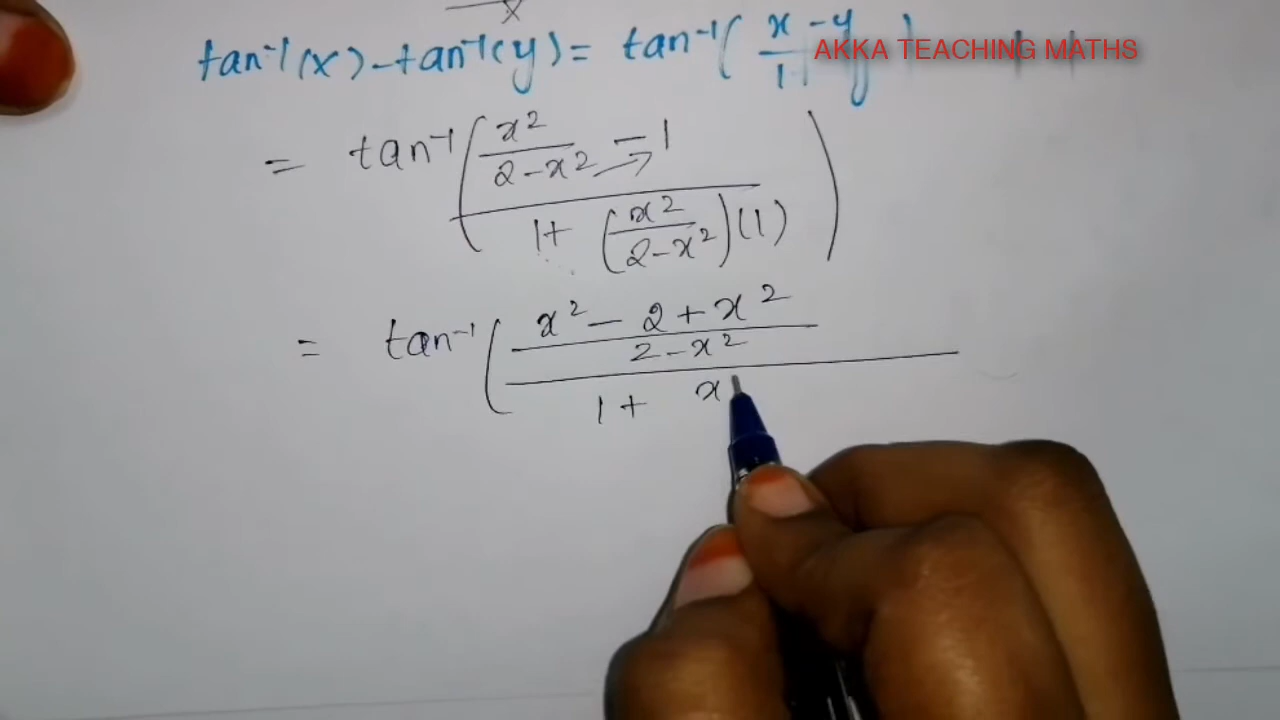 x
tan⁻¹(x) - tan⁻¹(y) = tan⁻¹( x - y / 1
AKKA TEACHING MATHS
= tan⁻¹( x² / 2 - x² - 1 / 1 + (x² / 2 - x²)(1) )
= tan⁻¹( x² - 2 + x² / 2 - x² / 1 + x